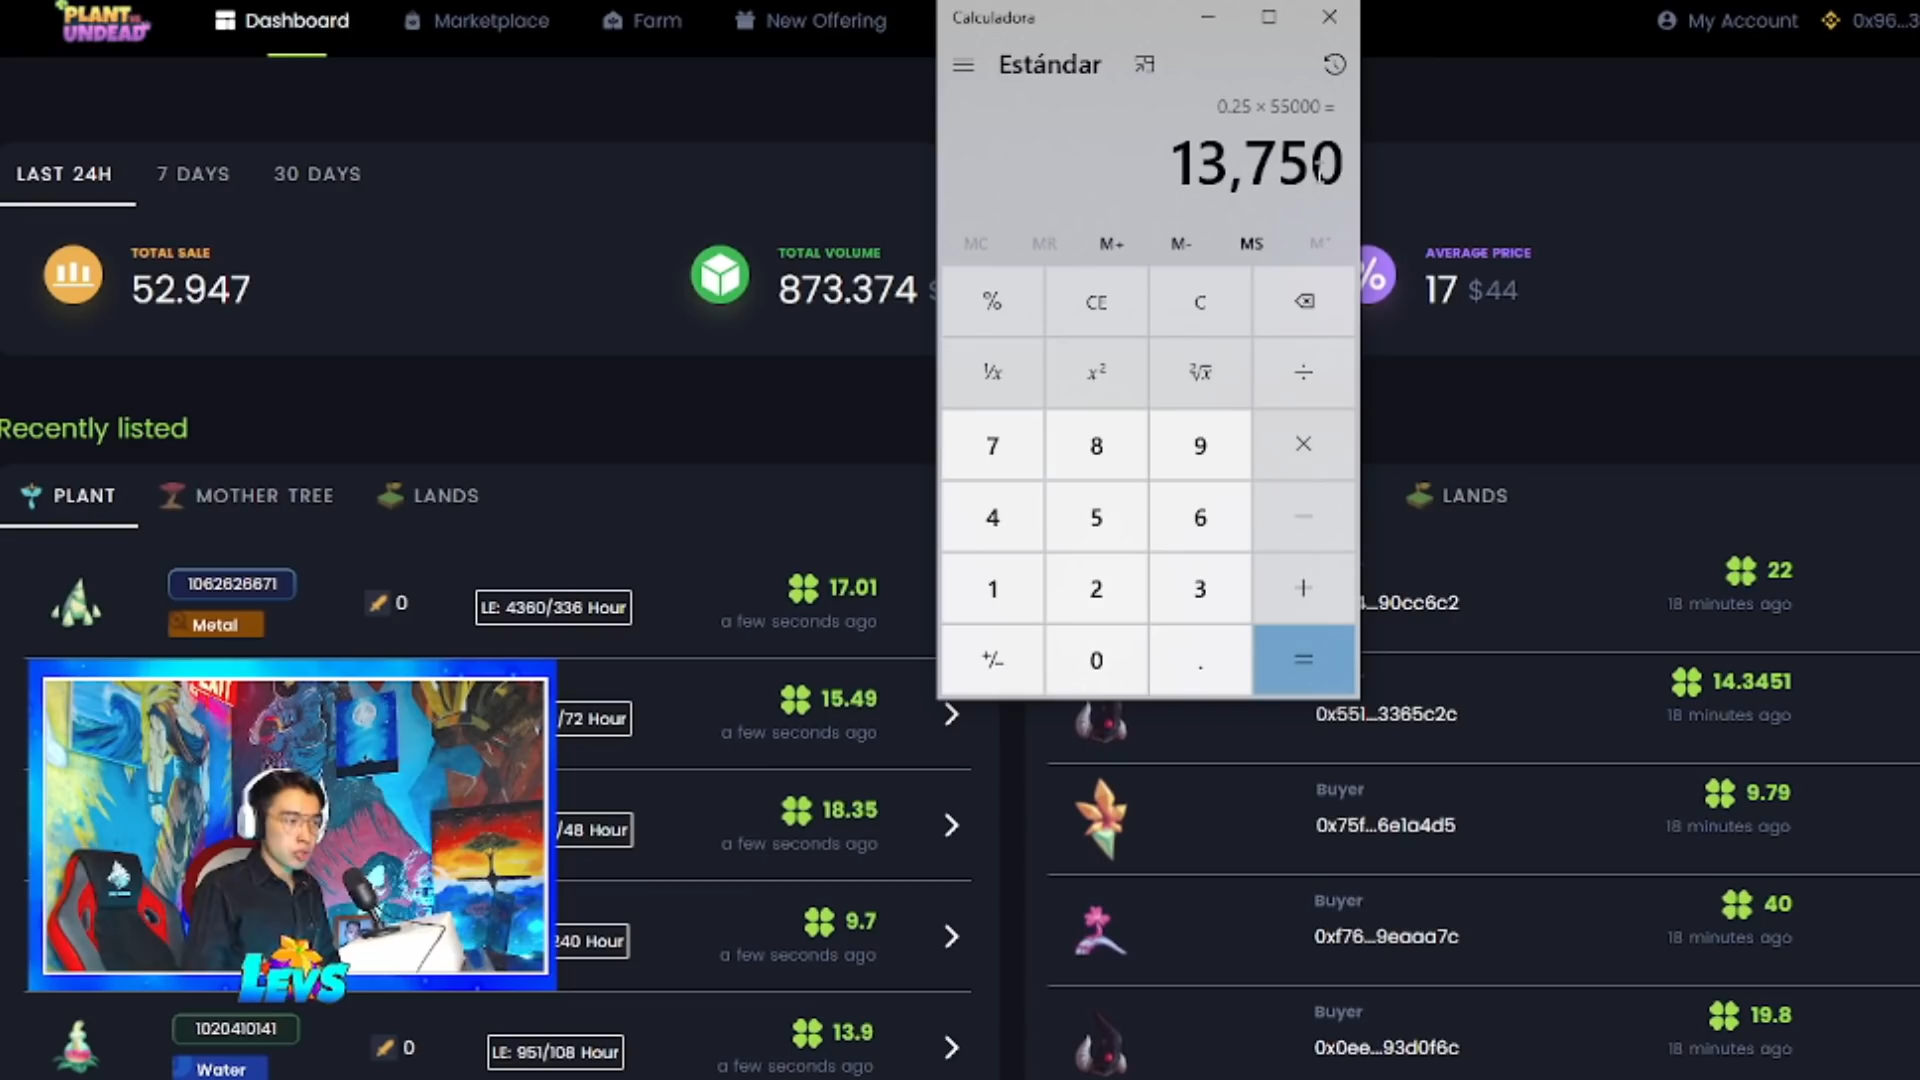 PLANT
UNDEAD
Dashboard
Marketplace
Farm
New Offering
My Account
0x96...3
Calculadora
Estándar
0.25 × 55000 =
13,750
MC MR M+ M- MS M˅
% CE C
¹/x x² ²√x ÷
7 8 9 ×
4 5 6 −
1 2 3 +
+/− 0 . =
LAST 24H
7 DAYS
30 DAYS
TOTAL SALE
52.947
TOTAL VOLUME
873.374 $
%
AVERAGE PRICE
17 $44
Recently listed
PLANT
MOTHER TREE
LANDS
LANDS
1062626671
Metal
0
LE: 4360/336 Hour
17.01
a few seconds ago
/72 Hour
15.49
a few seconds ago
/48 Hour
18.35
a few seconds ago
240 Hour
9.7
a few seconds ago
1020410141
Water
0
LE: 951/108 Hour
13.9
a few seconds ago
...90cc6c2
22
18 minutes ago
0x551...3365c2c
14.3451
18 minutes ago
Buyer
0x75f...6e1a4d5
9.79
18 minutes ago
Buyer
0xf76...9eaaa7c
40
18 minutes ago
Buyer
0x0ee...93d0f6c
19.8
18 minutes ago
EXIT
LEVS